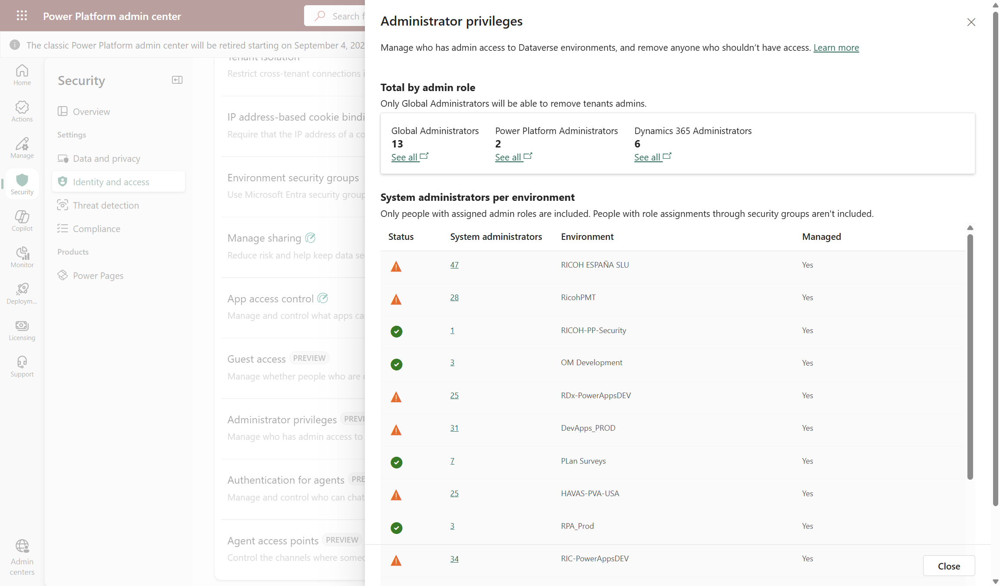 Power Platform admin center
Search f
The classic Power Platform admin center will be retired starting on September 4, 202
Home
Actions
Manage
Security
Copilot
Monitor
Deploym...
Licensing
Support
Admin
centers
Security
Overview
Settings
Data and privacy
Identity and access
Threat detection
Compliance
Products
Power Pages
Tenant isolation
Restrict cross-tenant connections i
IP address-based cookie bindi
Require that the IP address of a co
Environment security groups
Use Microsoft Entra security group
Manage sharing
Reduce risk and help keep data se
App access control
Manage and control what apps ca
Guest access PREVIEW
Manage whether people who are c
Administrator privileges PREVI
Manage who has admin access to
Authentication for agents PRE
Manage and control who can chat
Agent access points PREVIEW
Control the channels where somec
Administrator privileges
Manage who has admin access to Dataverse environments, and remove anyone who shouldn’t have access. Learn more
Total by admin role
Only Global Administrators will be able to remove tenants admins.
Global Administrators Power Platform Administrators Dynamics 365 Administrators
13 2 6
See all See all See all
System administrators per environment
Only people with assigned admin roles are included. People with role assignments through security groups aren't included.
Status System administrators Environment Managed
47 RICOH ESPAÑA SLU Yes
28 RicohPMT Yes
1 RICOH-PP-Security Yes
3 OM Development Yes
25 RDx-PowerAppsDEV Yes
31 DevApps_PROD Yes
7 PLan Surveys Yes
25 HAVAS-PVA-USA Yes
3 RPA_Prod Yes
34 RIC-PowerAppsDEV Yes
Close